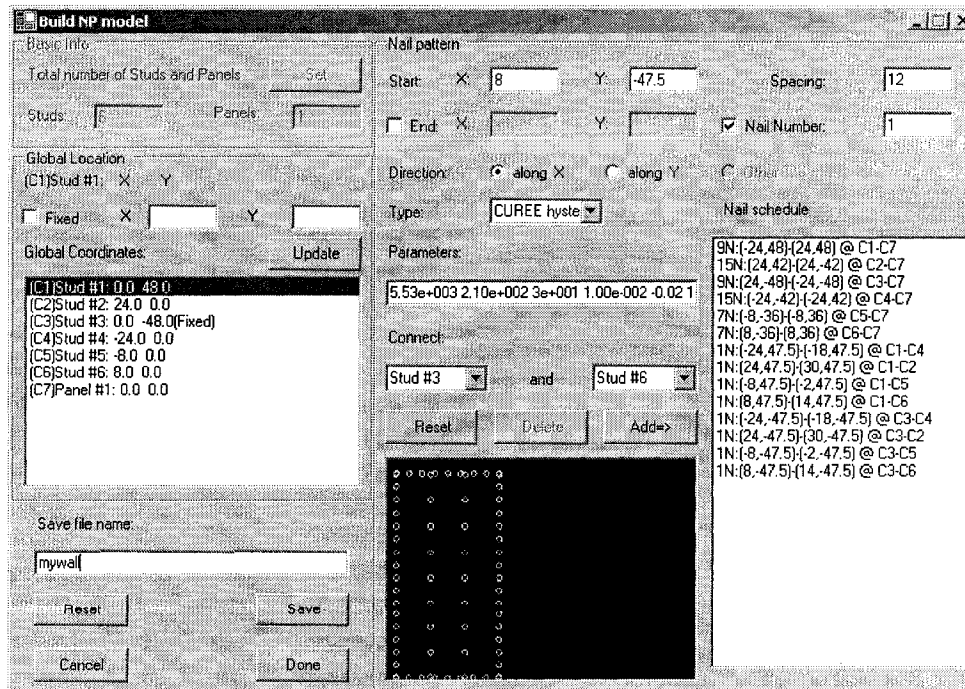 Build NP model
Basic Info
Total number of Studs and Panels
Set
Studs:
Panels:
1
Global Location
(C1)Stud #1: X Y
Fixed X Y
Global Coordinates:
Update
(C1)Stud #1: 0.0 48.0
(C2)Stud #2: 24.0 0.0
(C3)Stud #3: 0.0 -48.0(Fixed)
(C4)Stud #4: -24.0 0.0
(C5)Stud #5: -8.0 0.0
(C6)Stud #6: 8.0 0.0
(C7)Panel #1: 0.0 0.0
Save file name:
mywall
Reset
Save
Cancel
Done
Nail pattern
Start: X: 8 Y: -47.5 Spacing: 12
End: X: Y: Nail Number: 1
Direction: along X along Y Other
Type: CUREE hyste
Parameters:
5.53e+003 2.10e+002 3e+001 1.00e-002 -0.02 1
Connect:
Stud #3 and Stud #6
Reset
Delete
Add=>
Nail schedule
9N:(-24,48)-(24,48) @ C1-C7
15N:(24,42)-(24,-42) @ C2-C7
9N:(24,-48)-(-24,-48) @ C3-C7
15N:(-24,-42)-(-24,42) @ C4-C7
7N:(-8,-36)-(-8,36) @ C5-C7
7N:(8,-36)-(8,36) @ C6-C7
1N:(-24,47.5)-(-18,47.5) @ C1-C4
1N:(24,47.5)-(30,47.5) @ C1-C2
1N:(-8,47.5)-(-2,47.5) @ C1-C5
1N:(8,47.5)-(14,47.5) @ C1-C6
1N:(-24,-47.5)-(-18,-47.5) @ C3-C4
1N:(24,-47.5)-(30,-47.5) @ C3-C2
1N:(-8,-47.5)-(-2,-47.5) @ C3-C5
1N:(8,-47.5)-(14,-47.5) @ C3-C6